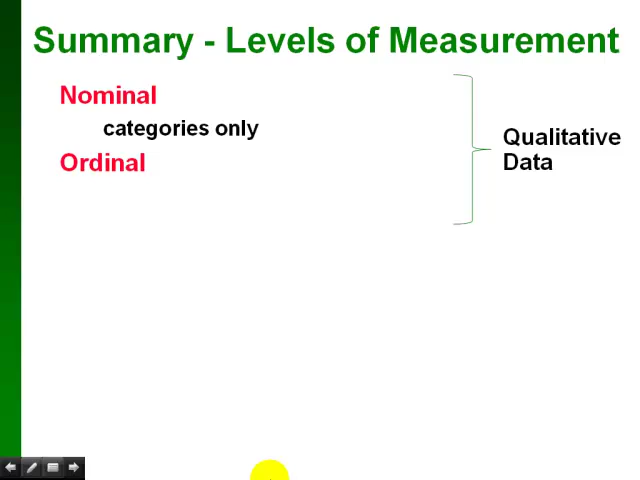 Summary - Levels of Measurement
Nominal
categories only
Ordinal
Qualitative
Data